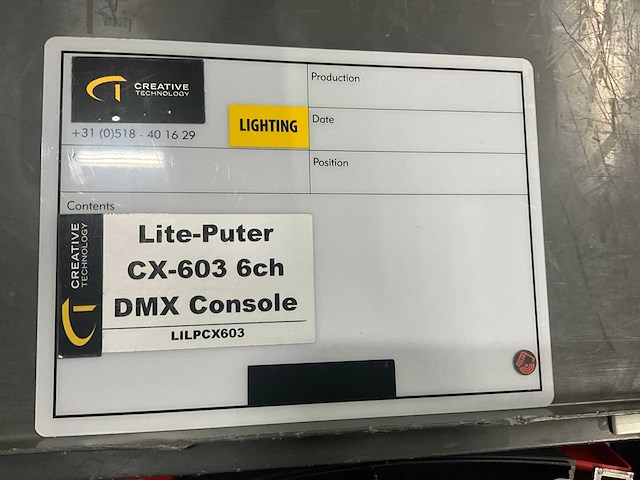 CREATIVE
TECHNOLOGY
+31 (0)518 - 40 16 29
LIGHTING
Production
Date
Position
Contents
CREATIVE
TECHNOLOGY
Lite-Puter
CX-603 6ch
DMX Console
LILPCX603